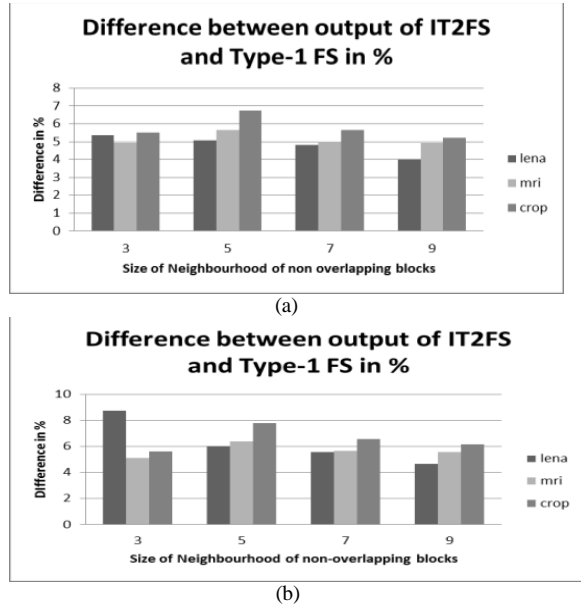 Difference between output of IT2FS
and Type-1 FS in %
Difference in %
8
7
6
5
4
3
2
1
0
3 5 7 9
Size of Neighbourhood of non overlapping blocks
lena
mri
crop
(a)
Difference between output of IT2FS
and Type-1 FS in %
Difference in %
10
8
6
4
2
0
3 5 7 9
Size of Neighbourhood of non-overlapping blocks
lena
mri
crop
(b)